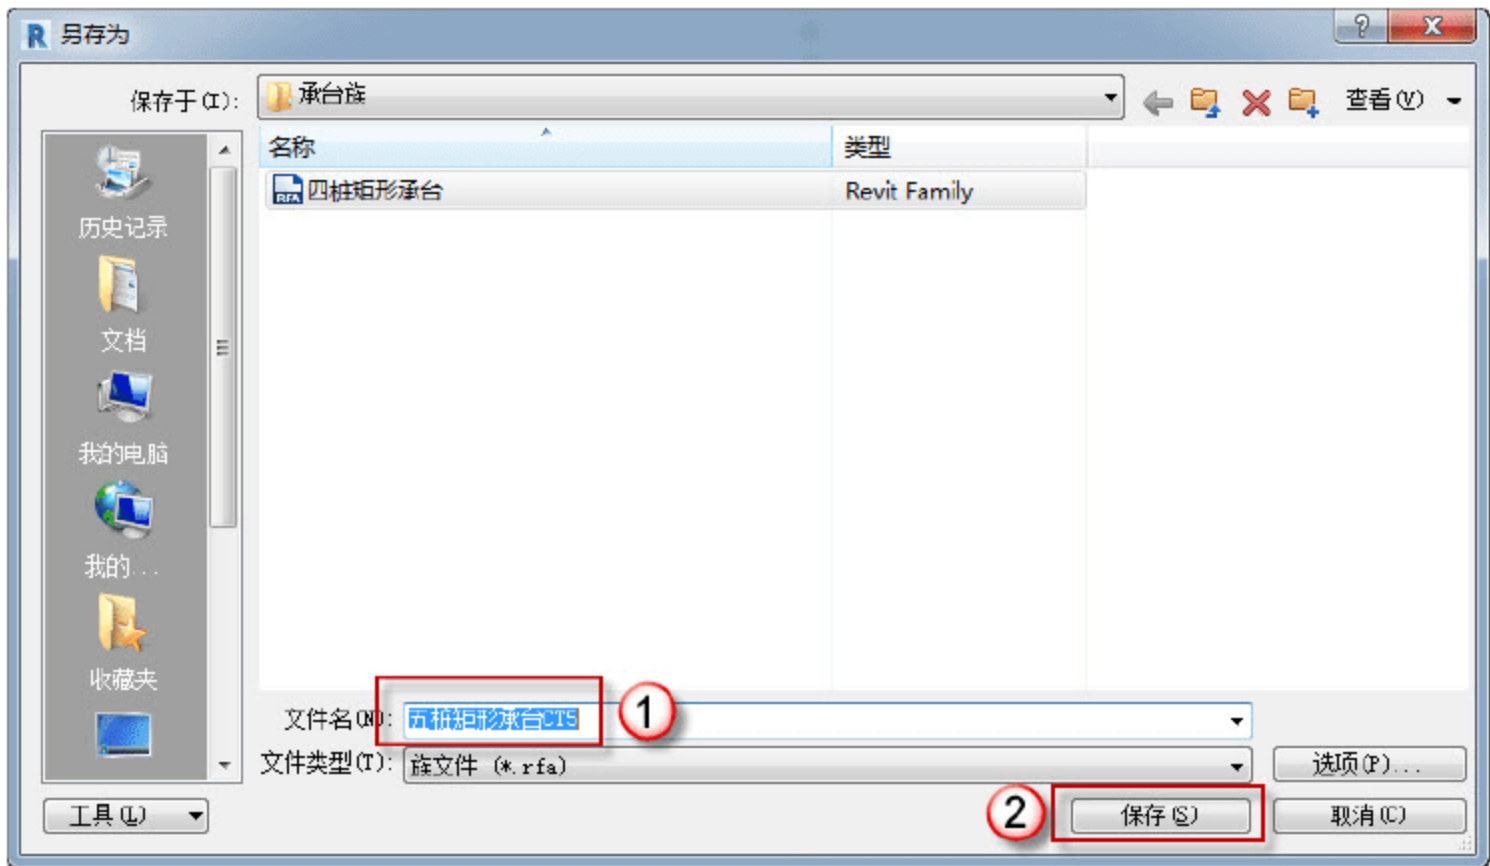 另存为
保存于(I):
承台族
查看(V)
名称
类型
四桩矩形承台
Revit Family
历史记录
文档
我的电脑
我的...
收藏夹
文件名(N):
五桩矩形承台CT5
1
文件类型(T):
族文件 (*.rfa)
选项(P)...
工具(L)
2
保存(S)
取消(C)